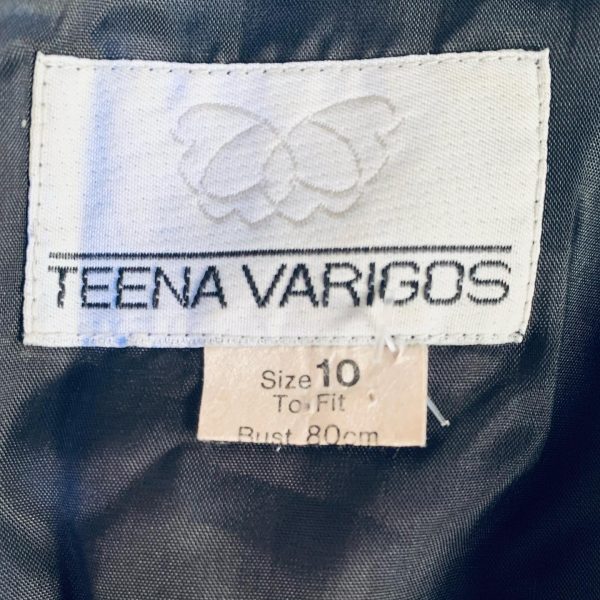 TEENA VARIGOS
Size 10
To Fit
Bust 80cm